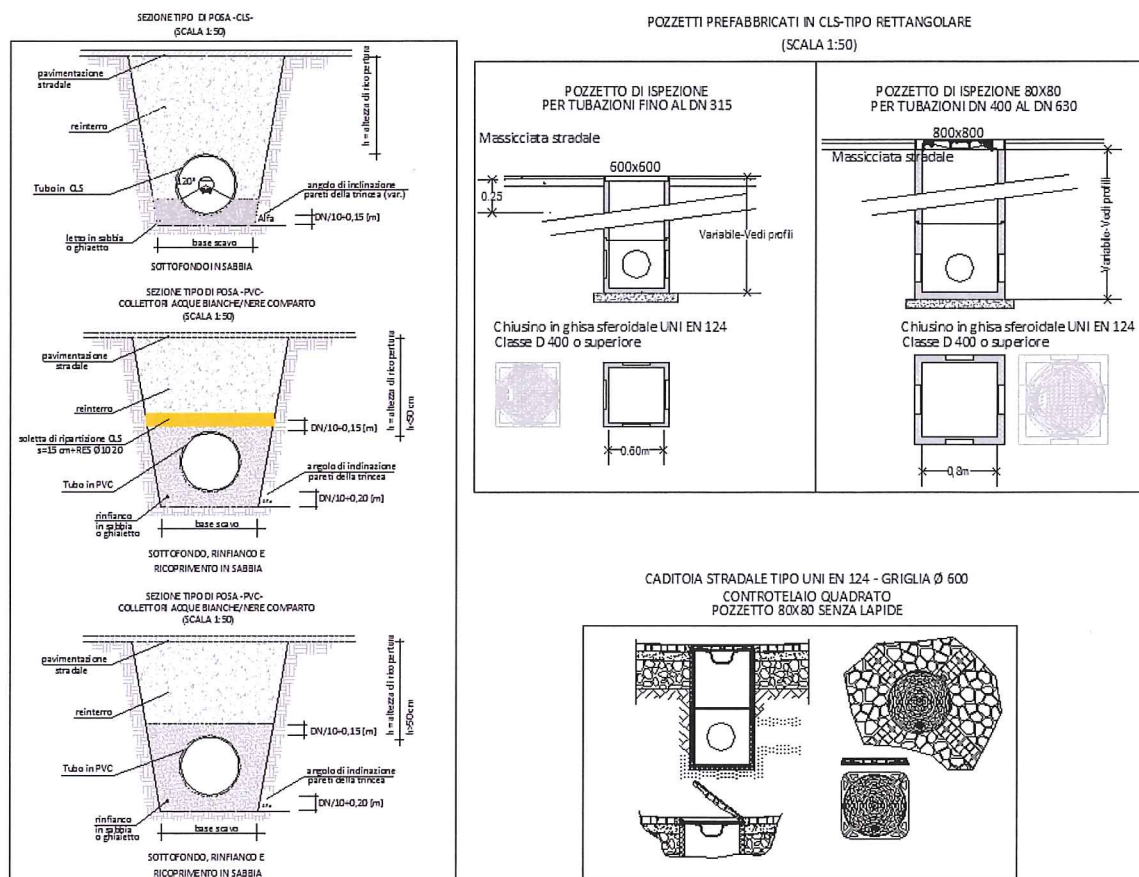 SEZIONE TIPO DI POSA -CLS-
(SCALA 1:50)
pavimentazione
stradale
reinterro
h = altezza di ricopertura
120°
Tubo in CLS
angolo di inclinazione
pareti della trincea (var.)
Alfa
DN/10+0,15 [m]
letto in sabbia
o ghiaetto
base scavo
SOTTOFONDO IN SABBIA
SEZIONE TIPO DI POSA -PVC-
COLLETTORI ACQUE BIANCHE/NERE COMPARTO
(SCALA 1:50)
pavimentazione
stradale
reinterro
h = altezza di ricopertura
h<50 cm
soletta di ripartizione CLS
s=15 cm+RES Ø10 20
DN/10+0,15 [m]
Tubo in PVC
angolo di inclinazione
pareti della trincea
DN/10+0,20 [m]
rinfianco
in sabbia
o ghiaietto
base scavo
SOTTOFONDO, RINFIANCO E
RICOPRIMENTO IN SABBIA
SEZIONE TIPO DI POSA -PVC-
COLLETTORI ACQUE BIANCHE/NERE COMPARTO
(SCALA 1:50)
pavimentazione
stradale
reinterro
h = altezza di ricopertura
h>50 cm
DN/10+0,15 [m]
Tubo in PVC
angolo di inclinazione
pareti della trincea
DN/10+0,20 [m]
rinfianco
in sabbia
o ghiaietto
base scavo
SOTTOFONDO, RINFIANCO E
RICOPRIMENTO IN SABBIA
POZZETTI PREFABBRICATI IN CLS-TIPO RETTANGOLARE
(SCALA 1:50)
POZZETTO DI ISPEZIONE
PER TUBAZIONI FINO AL DN 315
Massicciata stradale
600x600
0.25
Variabile-Vedi profili
Chiusino in ghisa sferoidale UNI EN 124
Classe D 400 o superiore
0.60m
POZZETTO DI ISPEZIONE 80X80
PER TUBAZIONI DN 400 AL DN 630
800x800
Massicciata stradale
Variabile-Vedi profili
Chiusino in ghisa sferoidale UNI EN 124
Classe D 400 o superiore
0,8m
CADITOIA STRADALE TIPO UNI EN 124 - GRIGLIA Ø 600
CONTROTELAIO QUADRATO
POZZETTO 80X80 SENZA LAPIDE